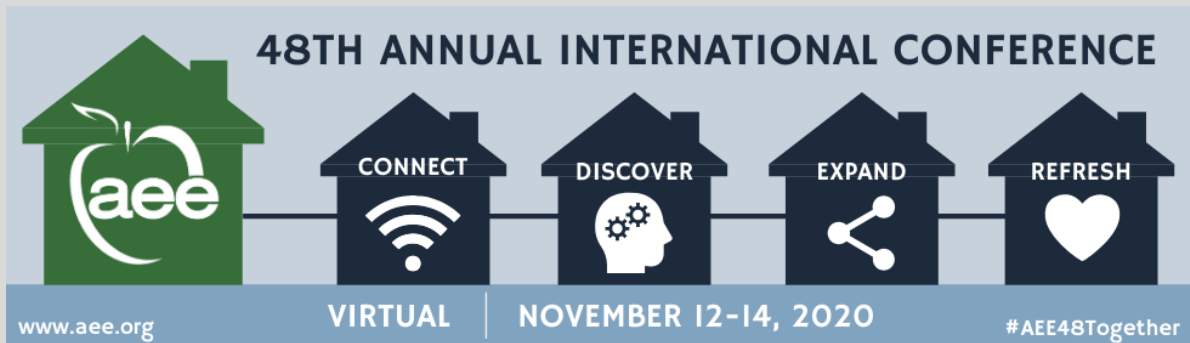 48TH ANNUAL INTERNATIONAL CONFERENCE
aee
CONNECT
DISCOVER
EXPAND
REFRESH
VIRTUAL
NOVEMBER 12-14, 2020
www.aee.org
#AEE48Together